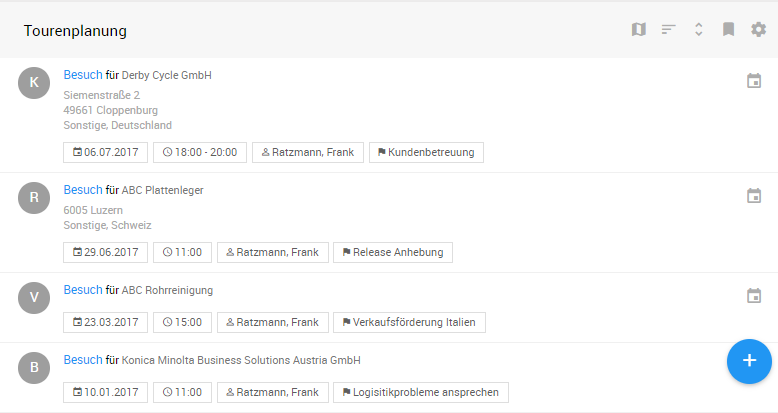 Tourenplanung
K
Besuch für Derby Cycle GmbH
Siemenstraße 2
49661 Cloppenburg
Sonstige, Deutschland
06.07.2017 18:00 - 20:00 Ratzmann, Frank Kundenbetreuung
R
Besuch für ABC Plattenleger
6005 Luzern
Sonstige, Schweiz
29.06.2017 11:00 Ratzmann, Frank Release Anhebung
V
Besuch für ABC Rohrreinigung
23.03.2017 15:00 Ratzmann, Frank Verkaufsförderung Italien
B
Besuch für Konica Minolta Business Solutions Austria GmbH
10.01.2017 11:00 Ratzmann, Frank Logisitikprobleme ansprechen